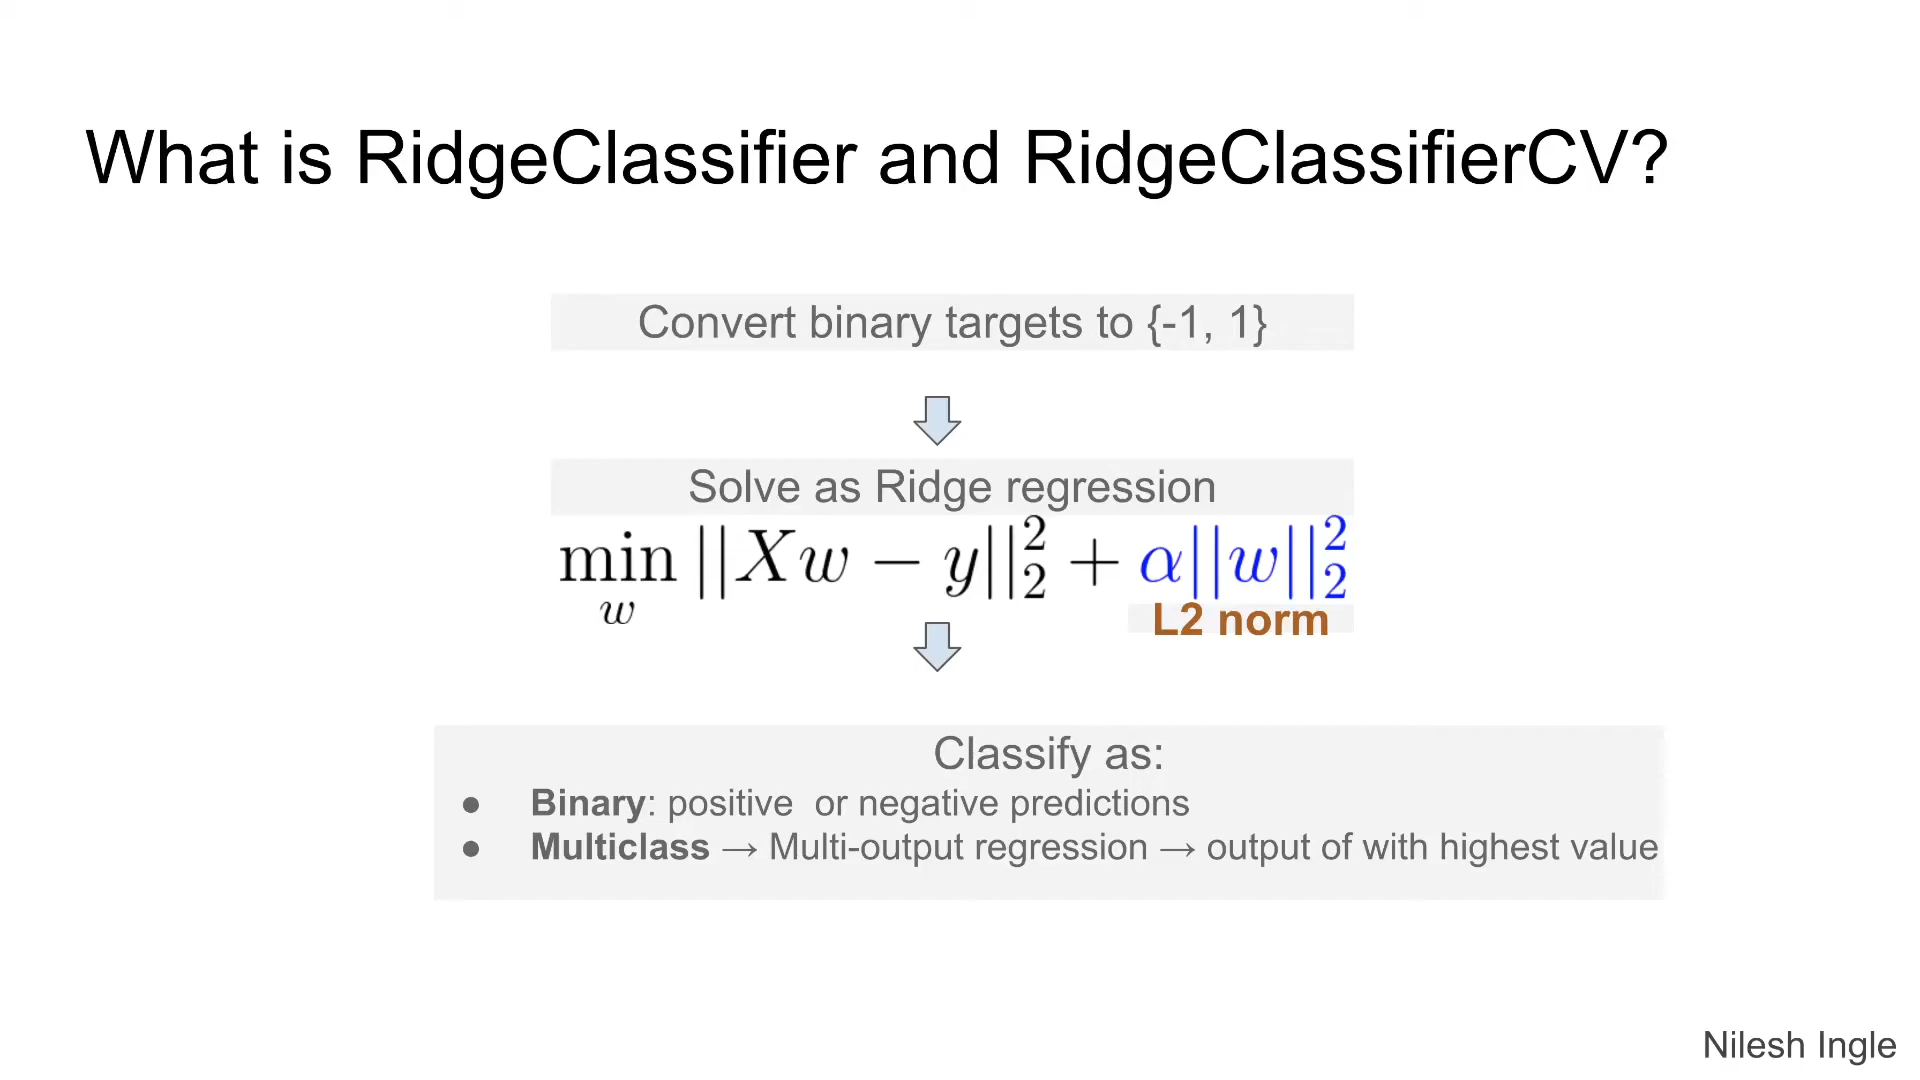 What is RidgeClassifier and RidgeClassifierCV?
Convert binary targets to {-1, 1}
Solve as Ridge regression
min_w ||Xw − y||₂² + α||w||₂²
L2 norm
Classify as:
● Binary: positive or negative predictions
● Multiclass → Multi-output regression → output of with highest value
Nilesh Ingle